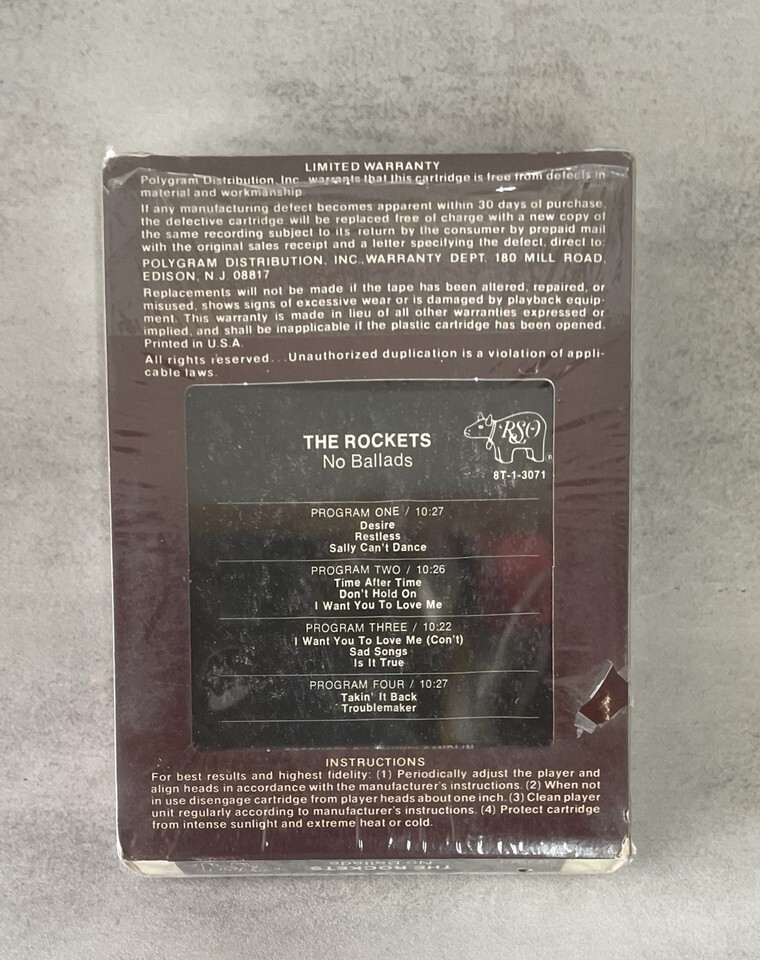 LIMITED WARRANTY
Polygram Distribution, Inc., warrants that this cartridge is free from defects in
material and workmanship.
If any manufacturing defect becomes apparent within 30 days of purchase,
the defective cartridge will be replaced free of charge with a new copy of
the same recording subject to its return by the consumer by prepaid mail
with the original sales receipt and a letter specifying the defect, direct to:
POLYGRAM DISTRIBUTION, INC., WARRANTY DEPT. 180 MILL ROAD,
EDISON, N.J. 08817
Replacements will not be made if the tape has been altered, repaired, or
misused, shows signs of excessive wear or is damaged by playback equip-
ment. This warranty is made in lieu of all other warranties expressed or
implied, and shall be inapplicable if the plastic cartridge has been opened.
Printed in U.S.A.
All rights reserved...Unauthorized duplication is a violation of appli-
cable laws.
RSO
THE ROCKETS
No Ballads
8T-1-3071
PROGRAM ONE / 10:27
Desire
Restless
Sally Can't Dance
PROGRAM TWO / 10:26
Time After Time
Don't Hold On
I Want You To Love Me
PROGRAM THREE / 10:22
I Want You To Love Me (Con't)
Sad Songs
Is It True
PROGRAM FOUR / 10:27
Takin' It Back
Troublemaker
INSTRUCTIONS
For best results and highest fidelity: (1) Periodically adjust the player and
align heads in accordance with the manufacturer's instructions. (2) When not
in use disengage cartridge from player heads about one inch. (3) Clean player
unit regularly according to manufacturer's instructions. (4) Protect cartridge
from intense sunlight and extreme heat or cold.
THE ROCKETS
No Ballads